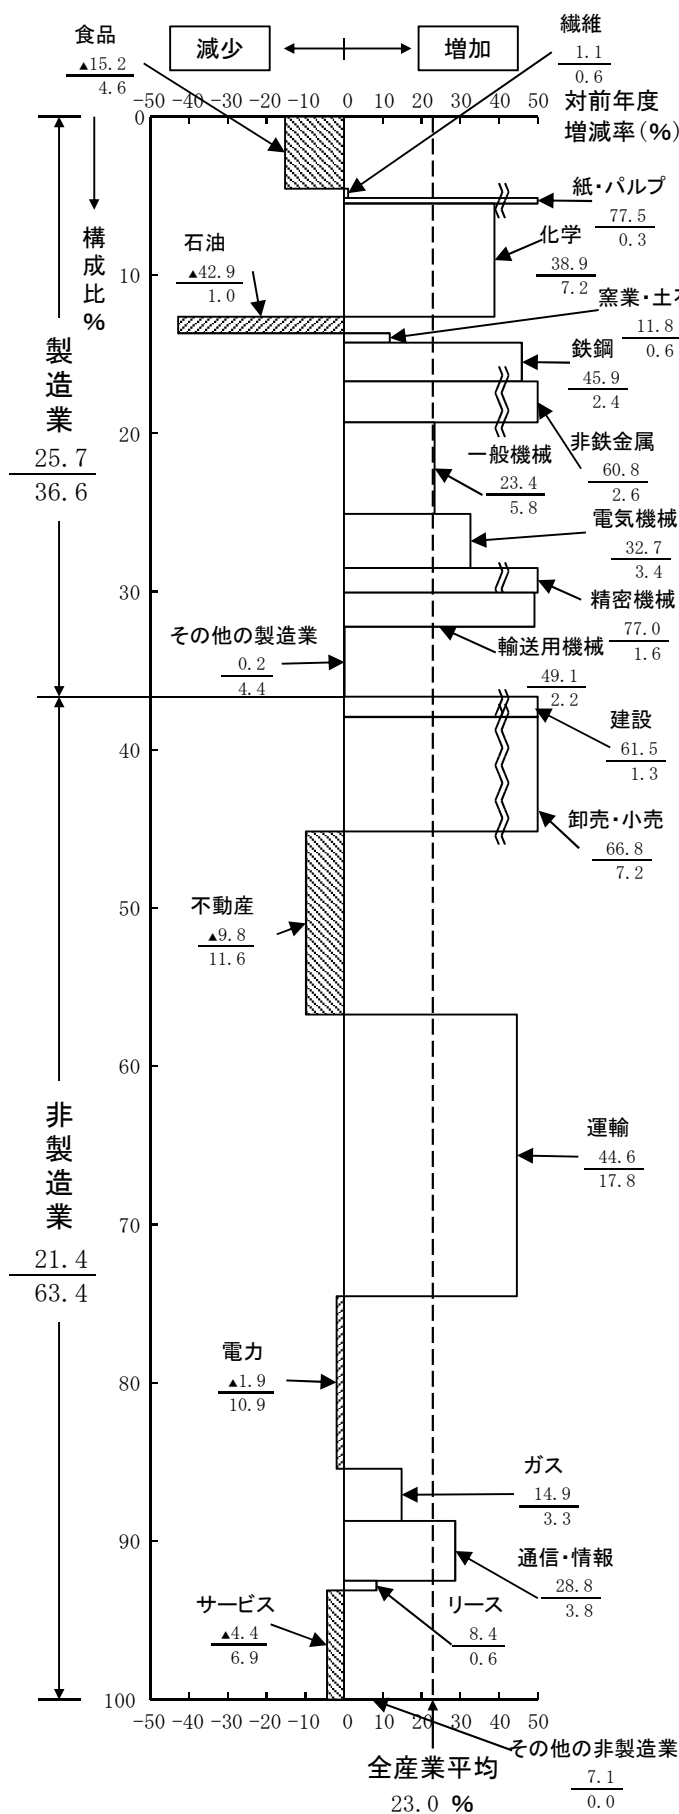 食品
▲15.2
4.6
減少
増加
繊維
1.1
0.6
-50 -40 -30 -20 -10 0 10 20 30 40 50
対前年度
増減率(%)
0
構成比%
紙・パルプ
77.5
0.3
石油
▲42.9
1.0
化学
38.9
7.2
10
窯業・土
11.8
0.6
製造業
25.7
36.6
鉄鋼
45.9
2.4
20
一般機械
23.4
5.8
非鉄金属
60.8
2.6
電気機械
32.7
3.4
30
精密機械
77.0
1.6
その他の製造業
0.2
4.4
輸送用機械
49.1
2.2
建設
61.5
1.3
40
卸売・小売
66.8
7.2
不動産
▲9.8
11.6
50
60
非製造業
21.4
63.4
運輸
44.6
17.8
70
電力
▲1.9
10.9
80
ガス
14.9
3.3
90
通信・情報
28.8
3.8
サービス
▲4.4
6.9
リース
8.4
0.6
100
-50 -40 -30 -20 -10 0 10 20 30 40 50
その他の非製造業
7.1
0.0
全産業平均
23.0 %